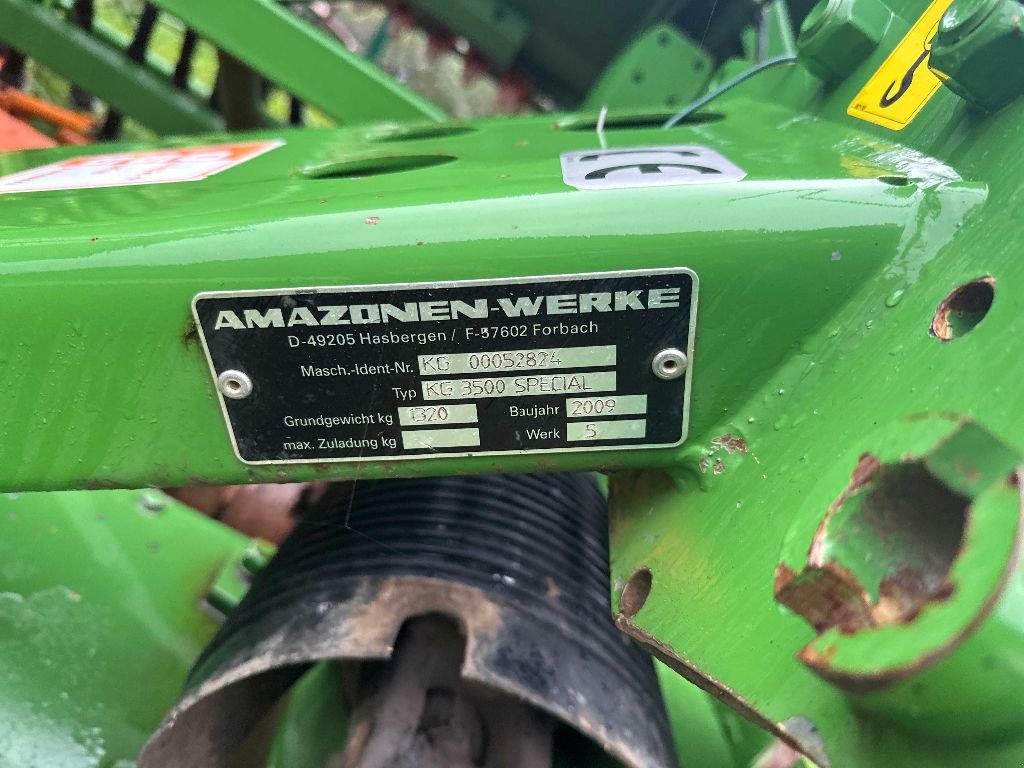 CE
AMAZONEN-WERKE
D-49205 Hasbergen / F-57602 Forbach
Masch.-Ident-Nr. KG 00052824
Typ KG 3500 SPECIAL
Grundgewicht kg 1320 Baujahr 2009
max. Zuladung kg Werk 5